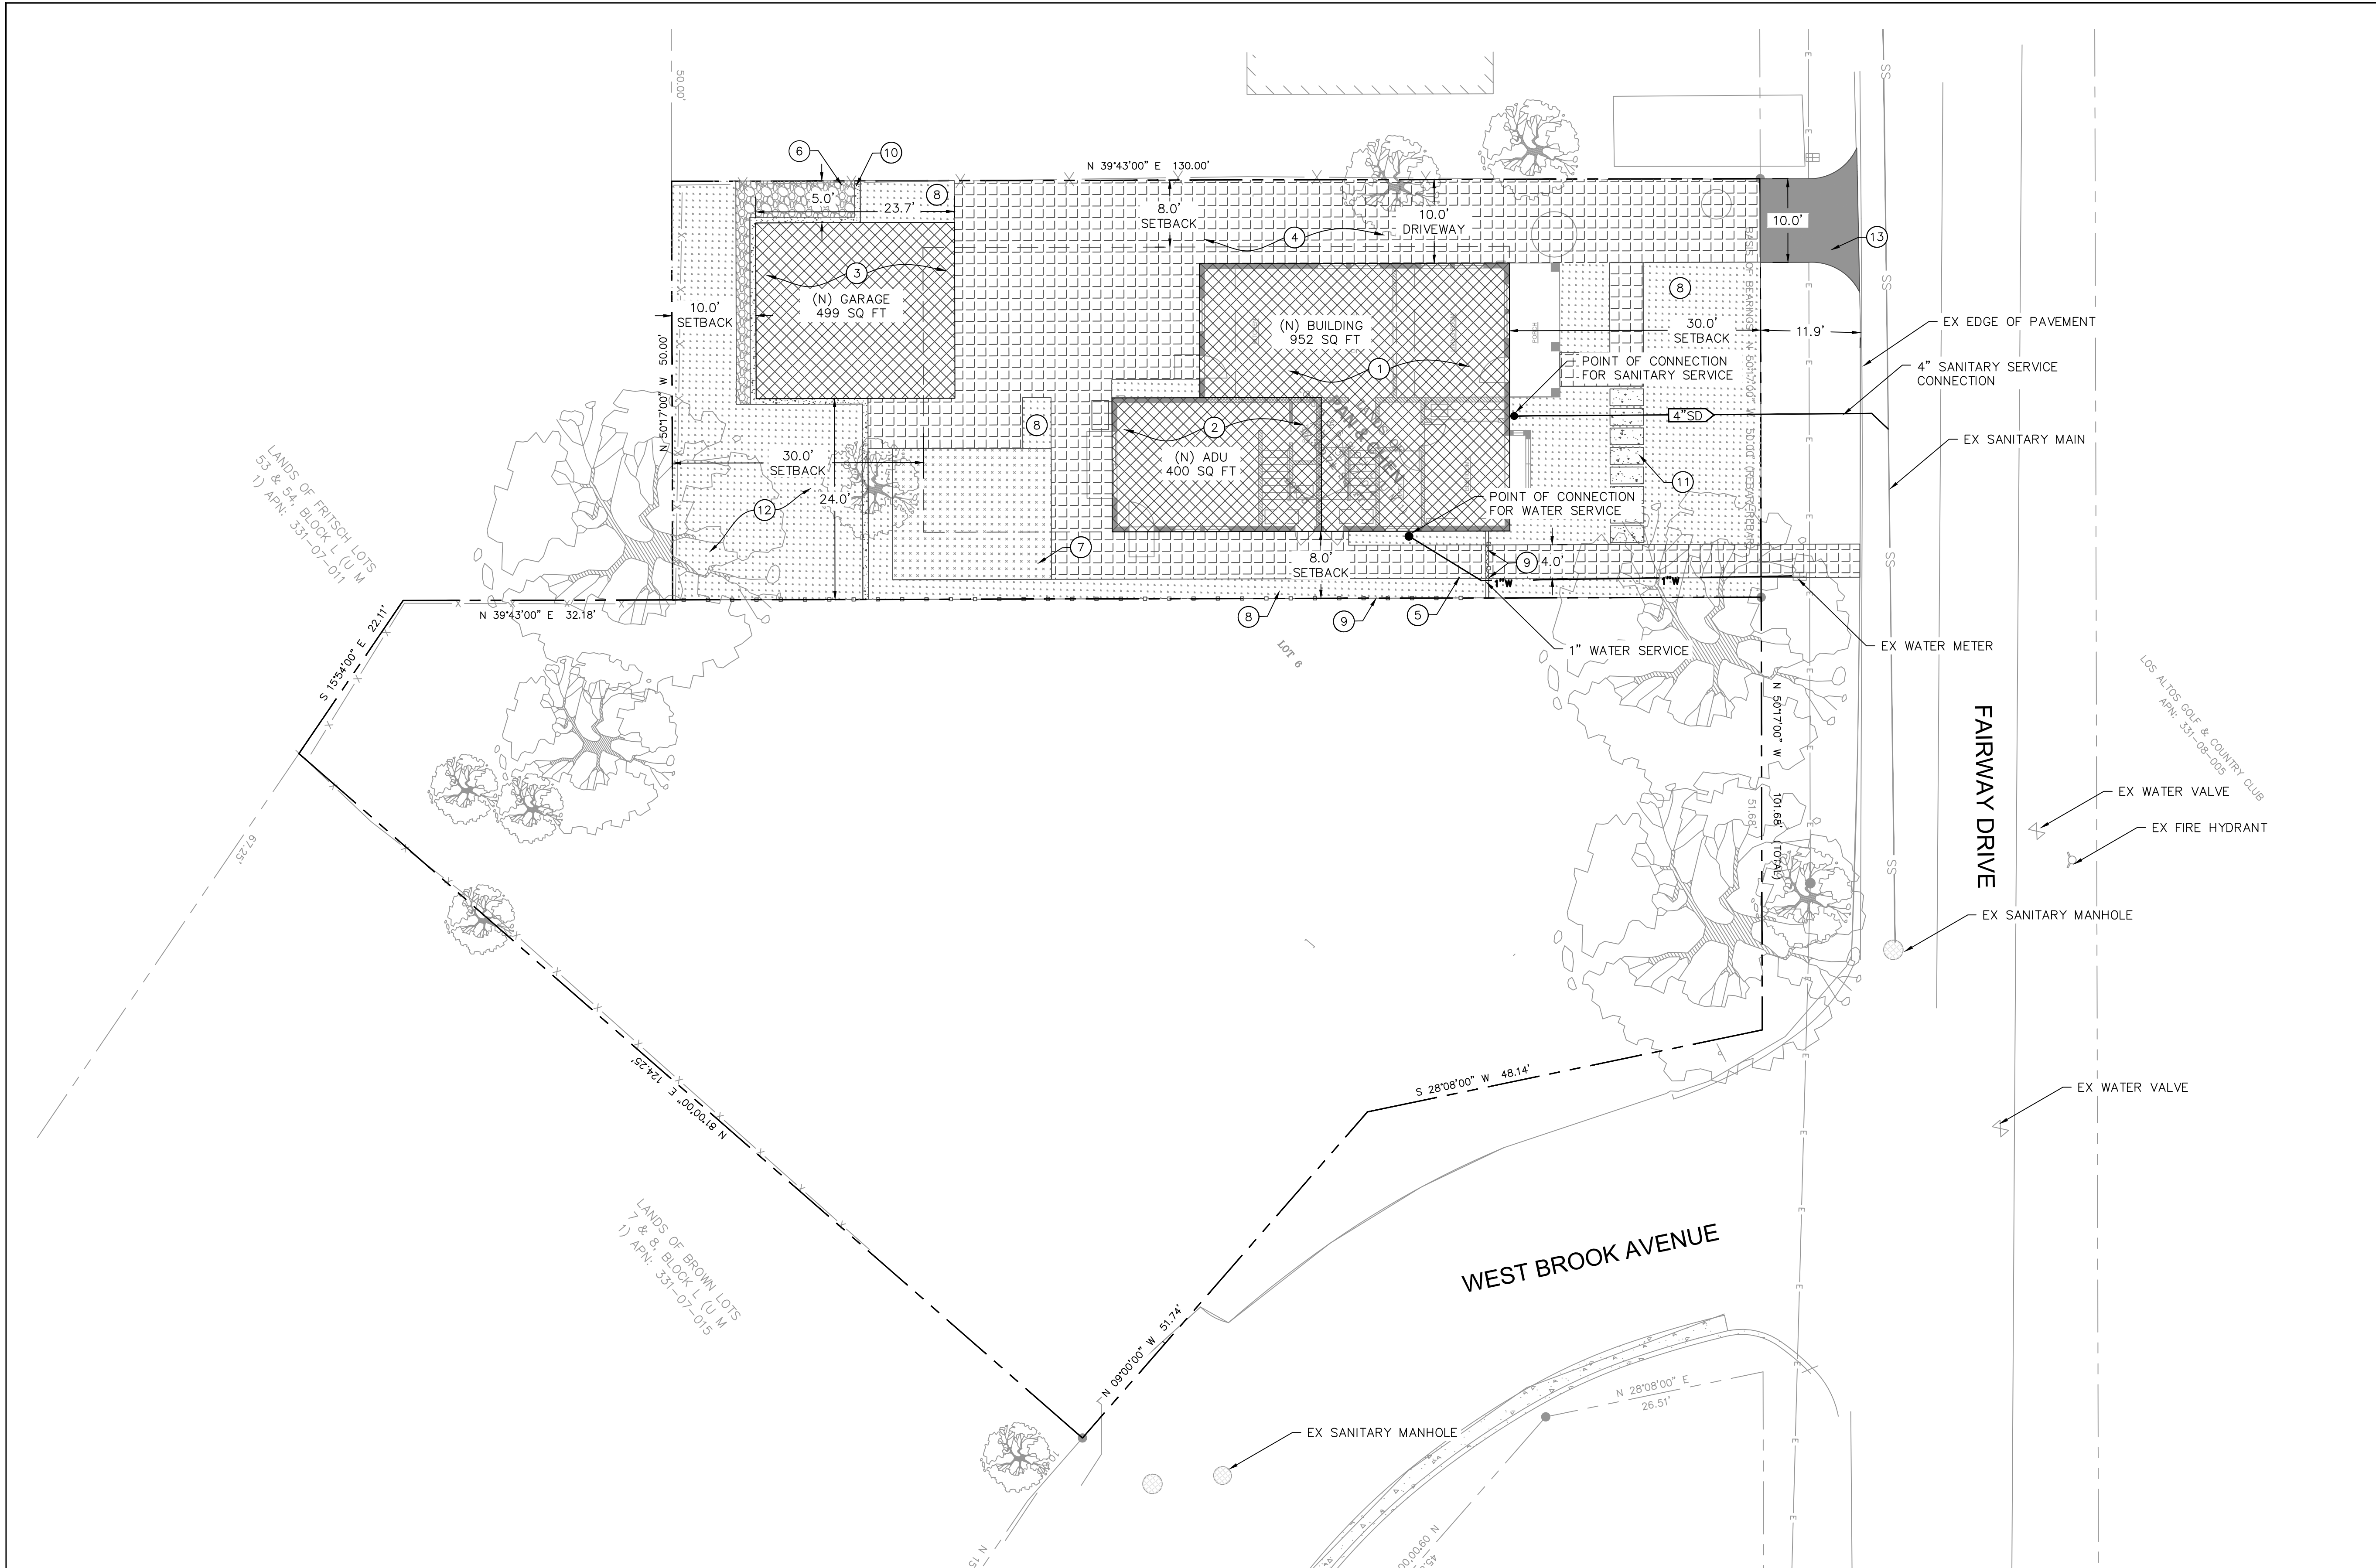 50.00'
6
10
N 39°43'00" E 130.00'
8
5.0'
23.7'
8.0'
SETBACK
10.0'
DRIVEWAY
10.0'
13
4
3
(N) GARAGE
499 SQ FT
10.0'
SETBACK
(N) BUILDING
952 SQ FT
8
30.0'
SETBACK
11.9'
EX EDGE OF PAVEMENT
N 50°17'00" W 50.00'
1
POINT OF CONNECTION
FOR SANITARY SERVICE
4" SANITARY SERVICE
CONNECTION
4"SD
8
2
(N) ADU
400 SQ FT
EX SANITARY MAIN
LANDS OF FRITSCH LOTS
53 & 54, BLOCK L (U M
1) APN: 331-07-011
30.0'
SETBACK
24.0'
12
11
POINT OF CONNECTION
FOR WATER SERVICE
7
8.0'
SETBACK
9
4.0'
1"W
1"W
N 39°43'00" E 32.18'
8
9
5
S 15°54'00" E 22.11'
LOT 6
1" WATER SERVICE
EX WATER METER
N 50°17'00" W 101.68' (TOTAL)
51.68'
FAIRWAY DRIVE
LOS ALTOS GOLF & COUNTRY CLUB
APN: 331-08-005
EX WATER VALVE
EX FIRE HYDRANT
67.25'
EX SANITARY MANHOLE
N 81°00'00" E 124.25'
S 28°08'00" W 48.14'
EX WATER VALVE
LANDS OF BROWN LOTS
7 & 8, BLOCK L (U M
1) APN: 331-07-015
WEST BROOK AVENUE
N 09°00'00" W 51.74'
N 28°08'00" E
26.51'
EX SANITARY MANHOLE
N 15
N 09°00'00